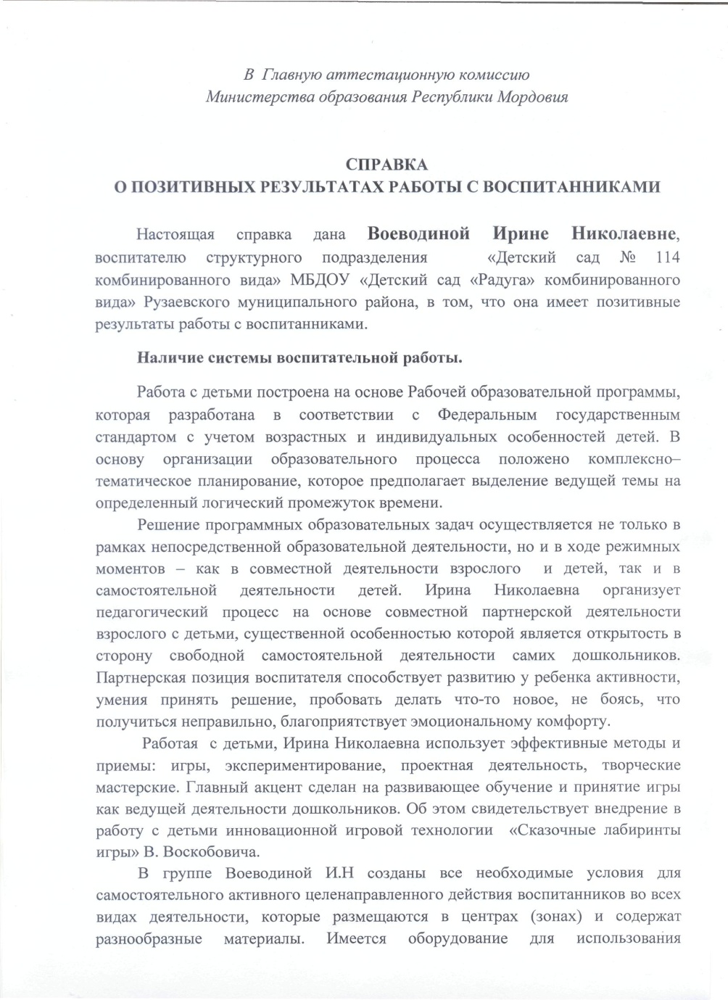 В Главную аттестационную комиссию
Министерства образования Республики Мордовия
СПРАВКА
О ПОЗИТИВНЫХ РЕЗУЛЬТАТАХ РАБОТЫ С ВОСПИТАННИКАМИ
Настоящая справка дана Воеводиной Ирине Николаевне,
воспитателю структурного подразделения «Детский сад № 114
комбинированного вида» МБДОУ «Детский сад «Радуга» комбинированного
вида» Рузаевского муниципального района, в том, что она имеет позитивные
результаты работы с воспитанниками.
Наличие системы воспитательной работы.
Работа с детьми построена на основе Рабочей образовательной программы,
которая разработана в соответствии с Федеральным государственным
стандартом с учетом возрастных и индивидуальных особенностей детей. В
основу организации образовательного процесса положено комплексно–
тематическое планирование, которое предполагает выделение ведущей темы на
определенный логический промежуток времени.
Решение программных образовательных задач осуществляется не только в
рамках непосредственной образовательной деятельности, но и в ходе режимных
моментов – как в совместной деятельности взрослого и детей, так и в
самостоятельной деятельности детей. Ирина Николаевна организует
педагогический процесс на основе совместной партнерской деятельности
взрослого с детьми, существенной особенностью которой является открытость в
сторону свободной самостоятельной деятельности самих дошкольников.
Партнерская позиция воспитателя способствует развитию у ребенка активности,
умения принять решение, пробовать делать что-то новое, не боясь, что
получиться неправильно, благоприятствует эмоциональному комфорту.
Работая с детьми, Ирина Николаевна использует эффективные методы и
приемы: игры, экспериментирование, проектная деятельность, творческие
мастерские. Главный акцент сделан на развивающее обучение и принятие игры
как ведущей деятельности дошкольников. Об этом свидетельствует внедрение в
работу с детьми инновационной игровой технологии «Сказочные лабиринты
игры» В. Воскобовича.
В группе Воеводиной И.Н созданы все необходимые условия для
самостоятельного активного целенаправленного действия воспитанников во всех
видах деятельности, которые размещаются в центрах (зонах) и содержат
разнообразные материалы. Имеется оборудование для использования